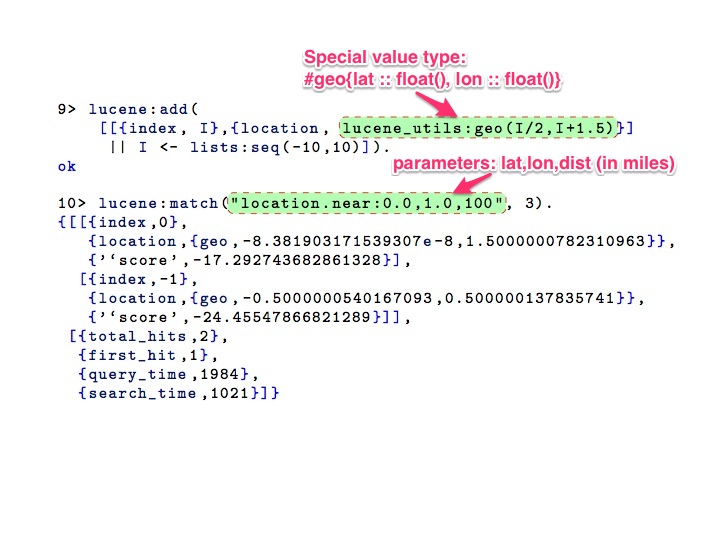 Special value type:
#geo{lat :: float(), lon :: float()}
9> lucene:add(
[[{index, I},{location, lucene_utils:geo(I/2,I+1.5)}]
|| I <- lists:seq(-10,10)]).
ok
parameters: lat,lon,dist (in miles)
10> lucene:match("location.near:0.0,1.0,100", 3).
{[[{index,0},
{location,{geo,-8.381903171539307e-8,1.5000000782310963}},
{'`score',-17.292743682861328}],
[{index,-1},
{location,{geo,-0.5000000540167093,0.500000137835741}},
{'`score',-24.45547866821289}]],
[{total_hits,2},
{first_hit,1},
{query_time,1984},
{search_time,1021}]}